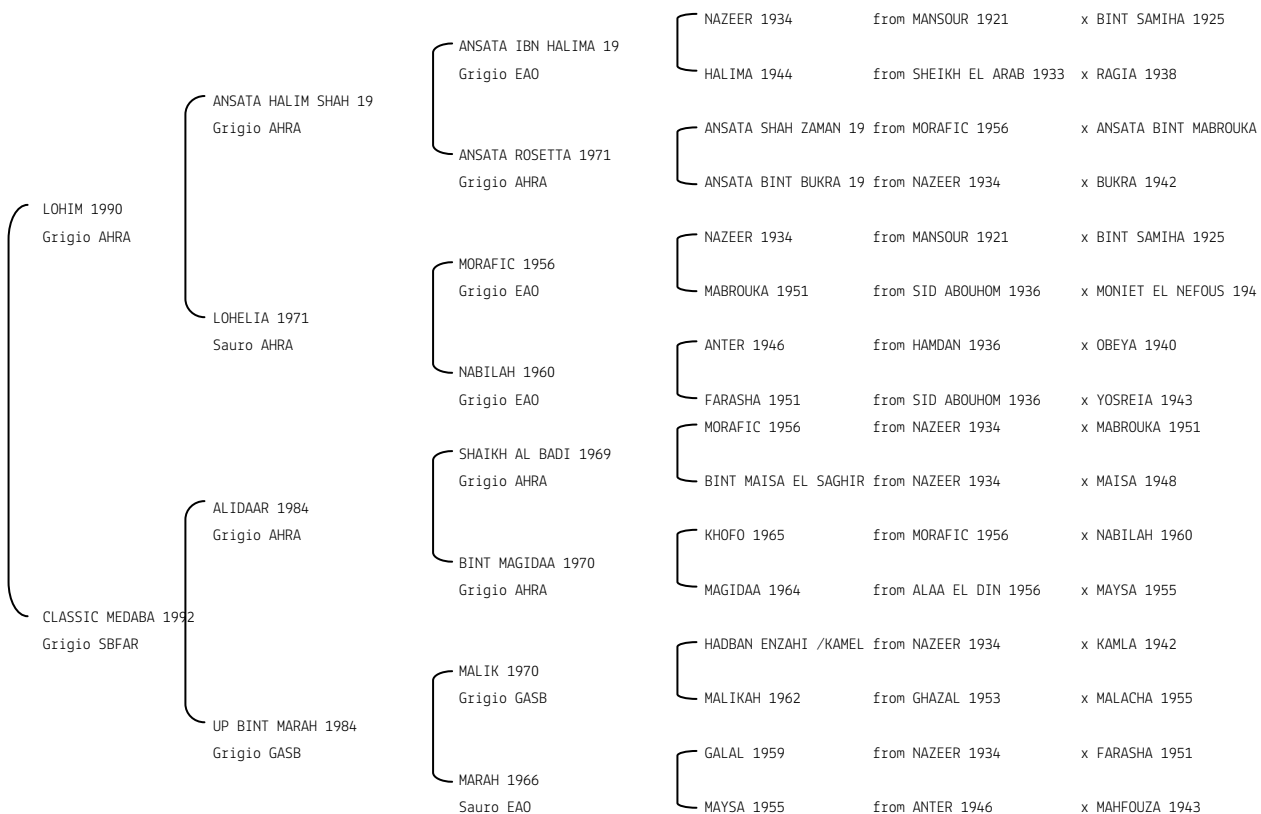 NAZEER 1934 from MANSOUR 1921 x BINT SAMIHA 1925
ANSATA IBN HALIMA 19
Grigio EAO
HALIMA 1944 from SHEIKH EL ARAB 1933 x RAGIA 1938
ANSATA HALIM SHAH 19
Grigio AHRA
ANSATA SHAH ZAMAN 19 from MORAFIC 1956 x ANSATA BINT MABROUKA
ANSATA ROSETTA 1971
Grigio AHRA
ANSATA BINT BUKRA 19 from NAZEER 1934 x BUKRA 1942
LOHIM 1990
Grigio AHRA
NAZEER 1934 from MANSOUR 1921 x BINT SAMIHA 1925
MORAFIC 1956
Grigio EAO
MABROUKA 1951 from SID ABOUHOM 1936 x MONIET EL NEFOUS 194
LOHELIA 1971
Sauro AHRA
ANTER 1946 from HAMDAN 1936 x OBEYA 1940
NABILAH 1960
Grigio EAO
FARASHA 1951 from SID ABOUHOM 1936 x YOSREIA 1943
MORAFIC 1956 from NAZEER 1934 x MABROUKA 1951
SHAIKH AL BADI 1969
Grigio AHRA
BINT MAISA EL SAGHIR from NAZEER 1934 x MAISA 1948
ALIDAAR 1984
Grigio AHRA
KHOFO 1965 from MORAFIC 1956 x NABILAH 1960
BINT MAGIDAA 1970
Grigio AHRA
MAGIDAA 1964 from ALAA EL DIN 1956 x MAYSA 1955
CLASSIC MEDABA 1992
Grigio SBFAR
HADBAN ENZAHI /KAMEL from NAZEER 1934 x KAMLA 1942
MALIK 1970
Grigio GASB
MALIKAH 1962 from GHAZAL 1953 x MALACHA 1955
UP BINT MARAH 1984
Grigio GASB
GALAL 1959 from NAZEER 1934 x FARASHA 1951
MARAH 1966
Sauro EAO
MAYSA 1955 from ANTER 1946 x MAHFOUZA 1943